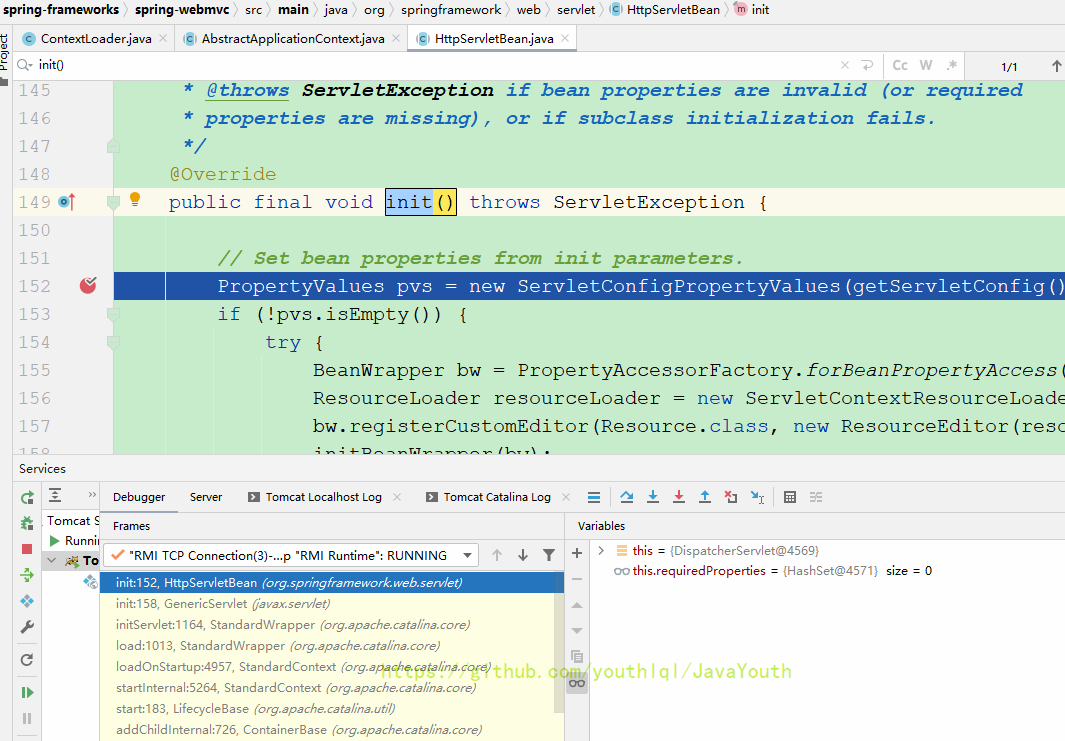 spring-frameworks spring-webmvc src main java org springframework web servlet HttpServletBean init
ContextLoader.java AbstractApplicationContext.java HttpServletBean.java
Project
init() Cc W .* 1/1
145 * @throws ServletException if bean properties are invalid (or required
146 * properties are missing), or if subclass initialization fails.
147 */
148 @Override
149 public final void init() throws ServletException {
150
151 // Set bean properties from init parameters.
152 PropertyValues pvs = new ServletConfigPropertyValues(getServletConfig()
153 if (!pvs.isEmpty()) {
154 try {
155 BeanWrapper bw = PropertyAccessorFactory.forBeanPropertyAccess(
156 ResourceLoader resourceLoader = new ServletContextResourceLoade
157 bw.registerCustomEditor(Resource.class, new ResourceEditor(reso
158 initBeanWrapper(bw);
Services
Debugger Server Tomcat Localhost Log Tomcat Catalina Log
Tomcat S
Runnin
To
Frames
"RMI TCP Connection(3)-...p "RMI Runtime": RUNNING
init:152, HttpServletBean (org.springframework.web.servlet)
init:158, GenericServlet (javax.servlet)
initServlet:1164, StandardWrapper (org.apache.catalina.core)
load:1013, StandardWrapper (org.apache.catalina.core)
loadOnStartup:4957, StandardContext (org.apache.catalina.core)
startInternal:5264, StandardContext (org.apache.catalina.core)
start:183, LifecycleBase (org.apache.catalina.util)
addChildInternal:726, ContainerBase (org.apache.catalina.core)
Variables
this = {DispatcherServlet@4569}
this.requiredProperties = {HashSet@4571} size = 0
https://github.com/youthlql/JavaYouth